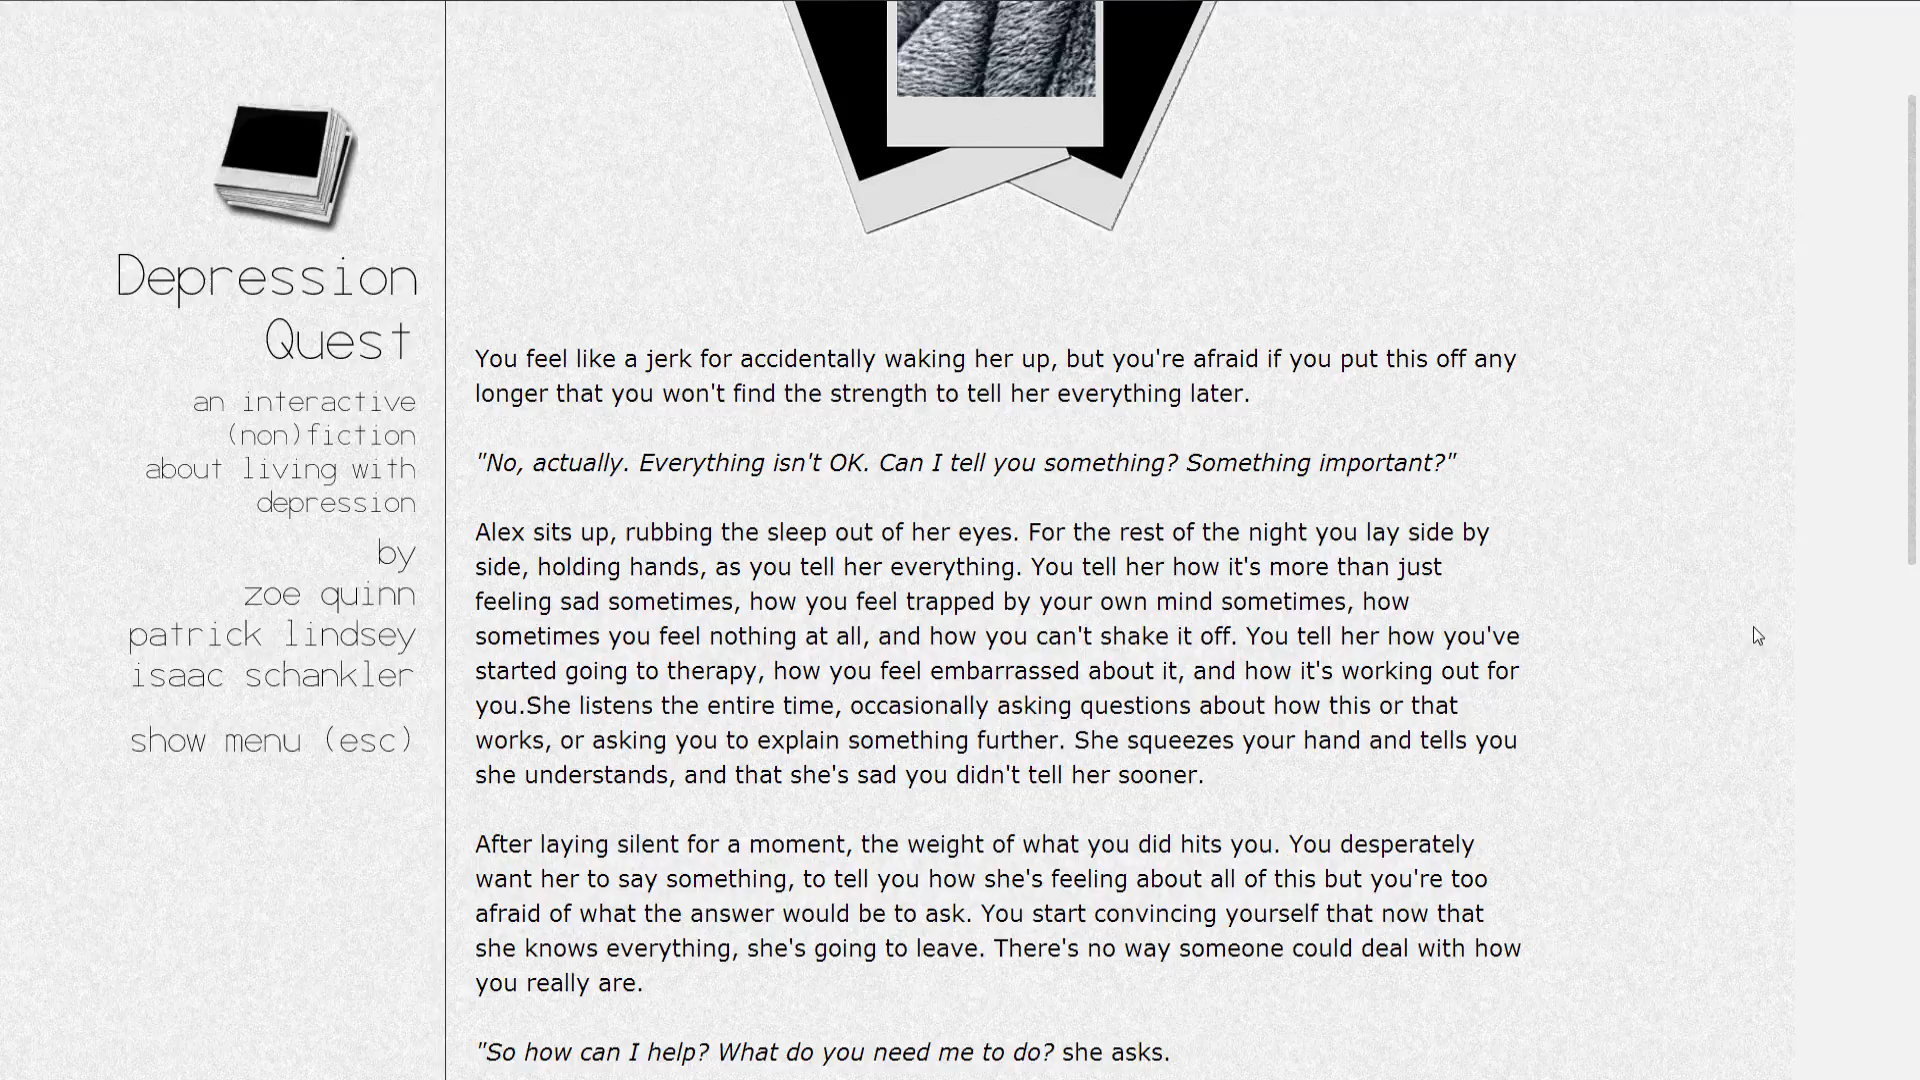 Depression
Quest
an interactive
(non)fiction
about living with
depression
by
zoe quinn
patrick lindsey
isaac schankler
show menu (esc)
You feel like a jerk for accidentally waking her up, but you're afraid if you put this off any
longer that you won't find the strength to tell her everything later.
"No, actually. Everything isn't OK. Can I tell you something? Something important?"
Alex sits up, rubbing the sleep out of her eyes. For the rest of the night you lay side by
side, holding hands, as you tell her everything. You tell her how it's more than just
feeling sad sometimes, how you feel trapped by your own mind sometimes, how
sometimes you feel nothing at all, and how you can't shake it off. You tell her how you've
started going to therapy, how you feel embarrassed about it, and how it's working out for
you.She listens the entire time, occasionally asking questions about how this or that
works, or asking you to explain something further. She squeezes your hand and tells you
she understands, and that she's sad you didn't tell her sooner.
After laying silent for a moment, the weight of what you did hits you. You desperately
want her to say something, to tell you how she's feeling about all of this but you're too
afraid of what the answer would be to ask. You start convincing yourself that now that
she knows everything, she's going to leave. There's no way someone could deal with how
you really are.
"So how can I help? What do you need me to do? she asks.